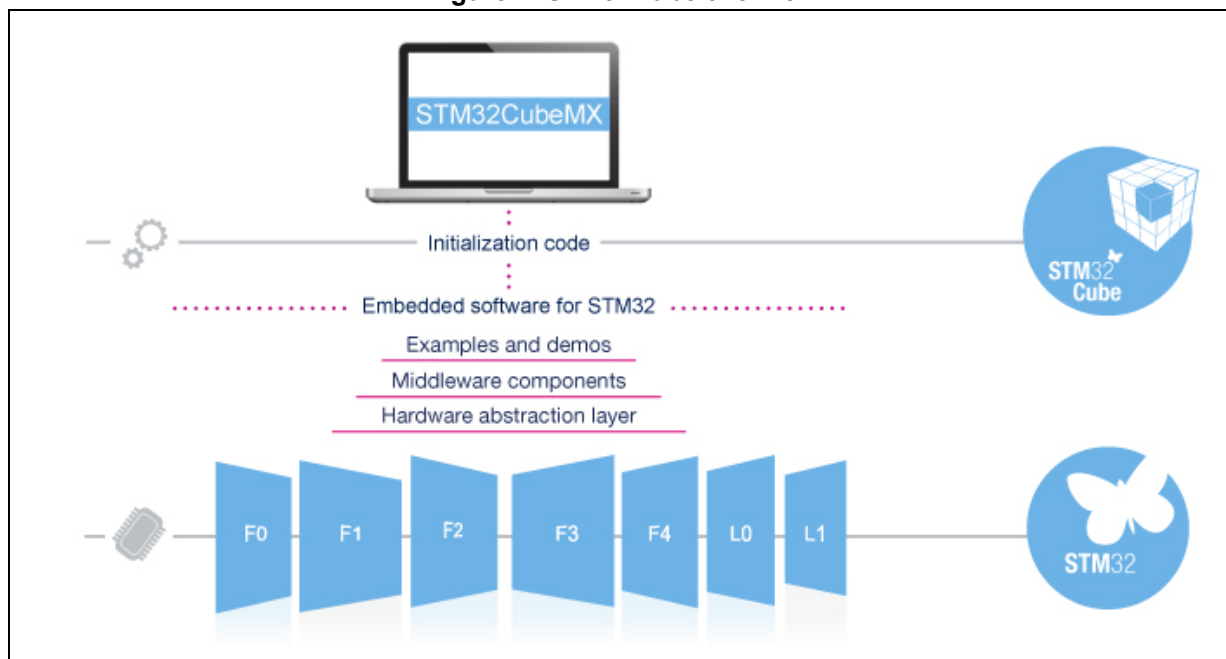 STM32CubeMX
Initialization code
STM32
Cube
Embedded software for STM32
Examples and demos
Middleware components
Hardware abstraction layer
F0 F1 F2 F3 F4 L0 L1
STM32